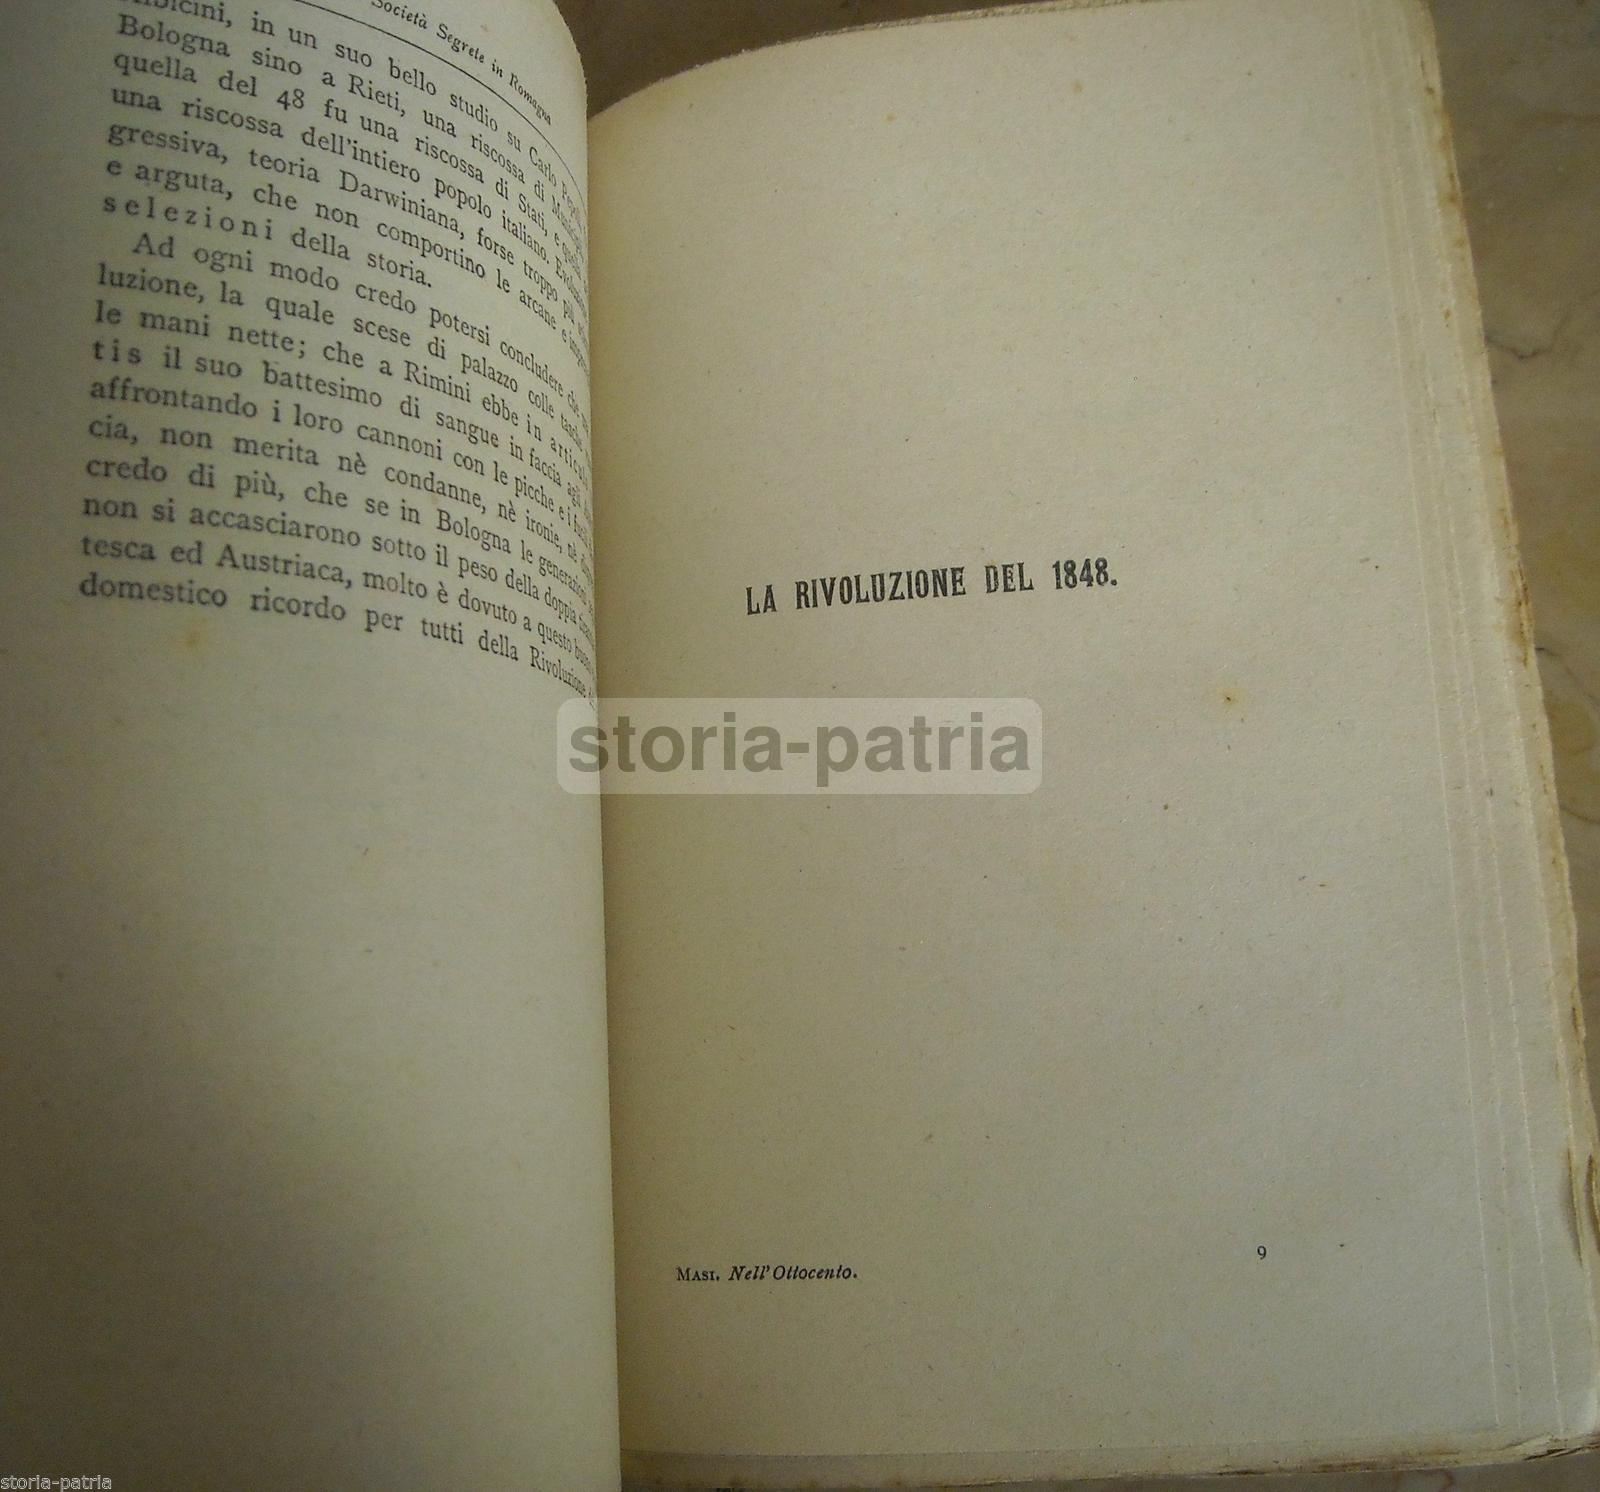 Società Segrete in Romagna
in un suo bello studio su Carlo
Bologna sino a Rieti, una riscossa di
quella del 48 fu una riscossa di Stati, e
una riscossa dell'intiero popolo italiano.
gressiva, teoria Darwiniana, forse troppo più
e arguta, che non comportino le arcane e
selezioni della storia.
Ad ogni modo credo potersi concludere che
luzione, la quale scese di palazzo colle
le mani nette; che a Rimini ebbe in
tis il suo battesimo di sangue in faccia
affrontando i loro cannoni con le picche e i
cia, non merita nè condanne, nè ironie, nè
credo di più, che se in Bologna le generazioni
non si accasciarono sotto il peso della doppia
tesca ed Austriaca, molto è dovuto a questo
domestico ricordo per tutti della Rivoluzione
LA RIVOLUZIONE DEL 1848.
storia-patria
9
MASI. Nell'Ottocento.
storia-patria